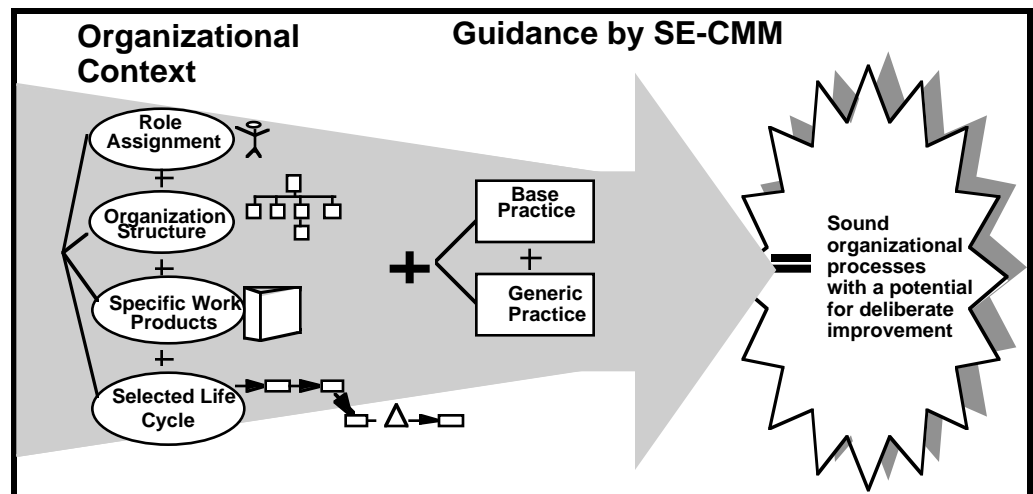 Organizational
Context
Guidance by SE-CMM
Role
Assignment
+
Organization
Structure
+
Specific Work
Products
+
Selected Life
Cycle
+
Base
Practice
+
Generic
Practice
=
Sound
organizational
processes
with a potential
for deliberate
improvement